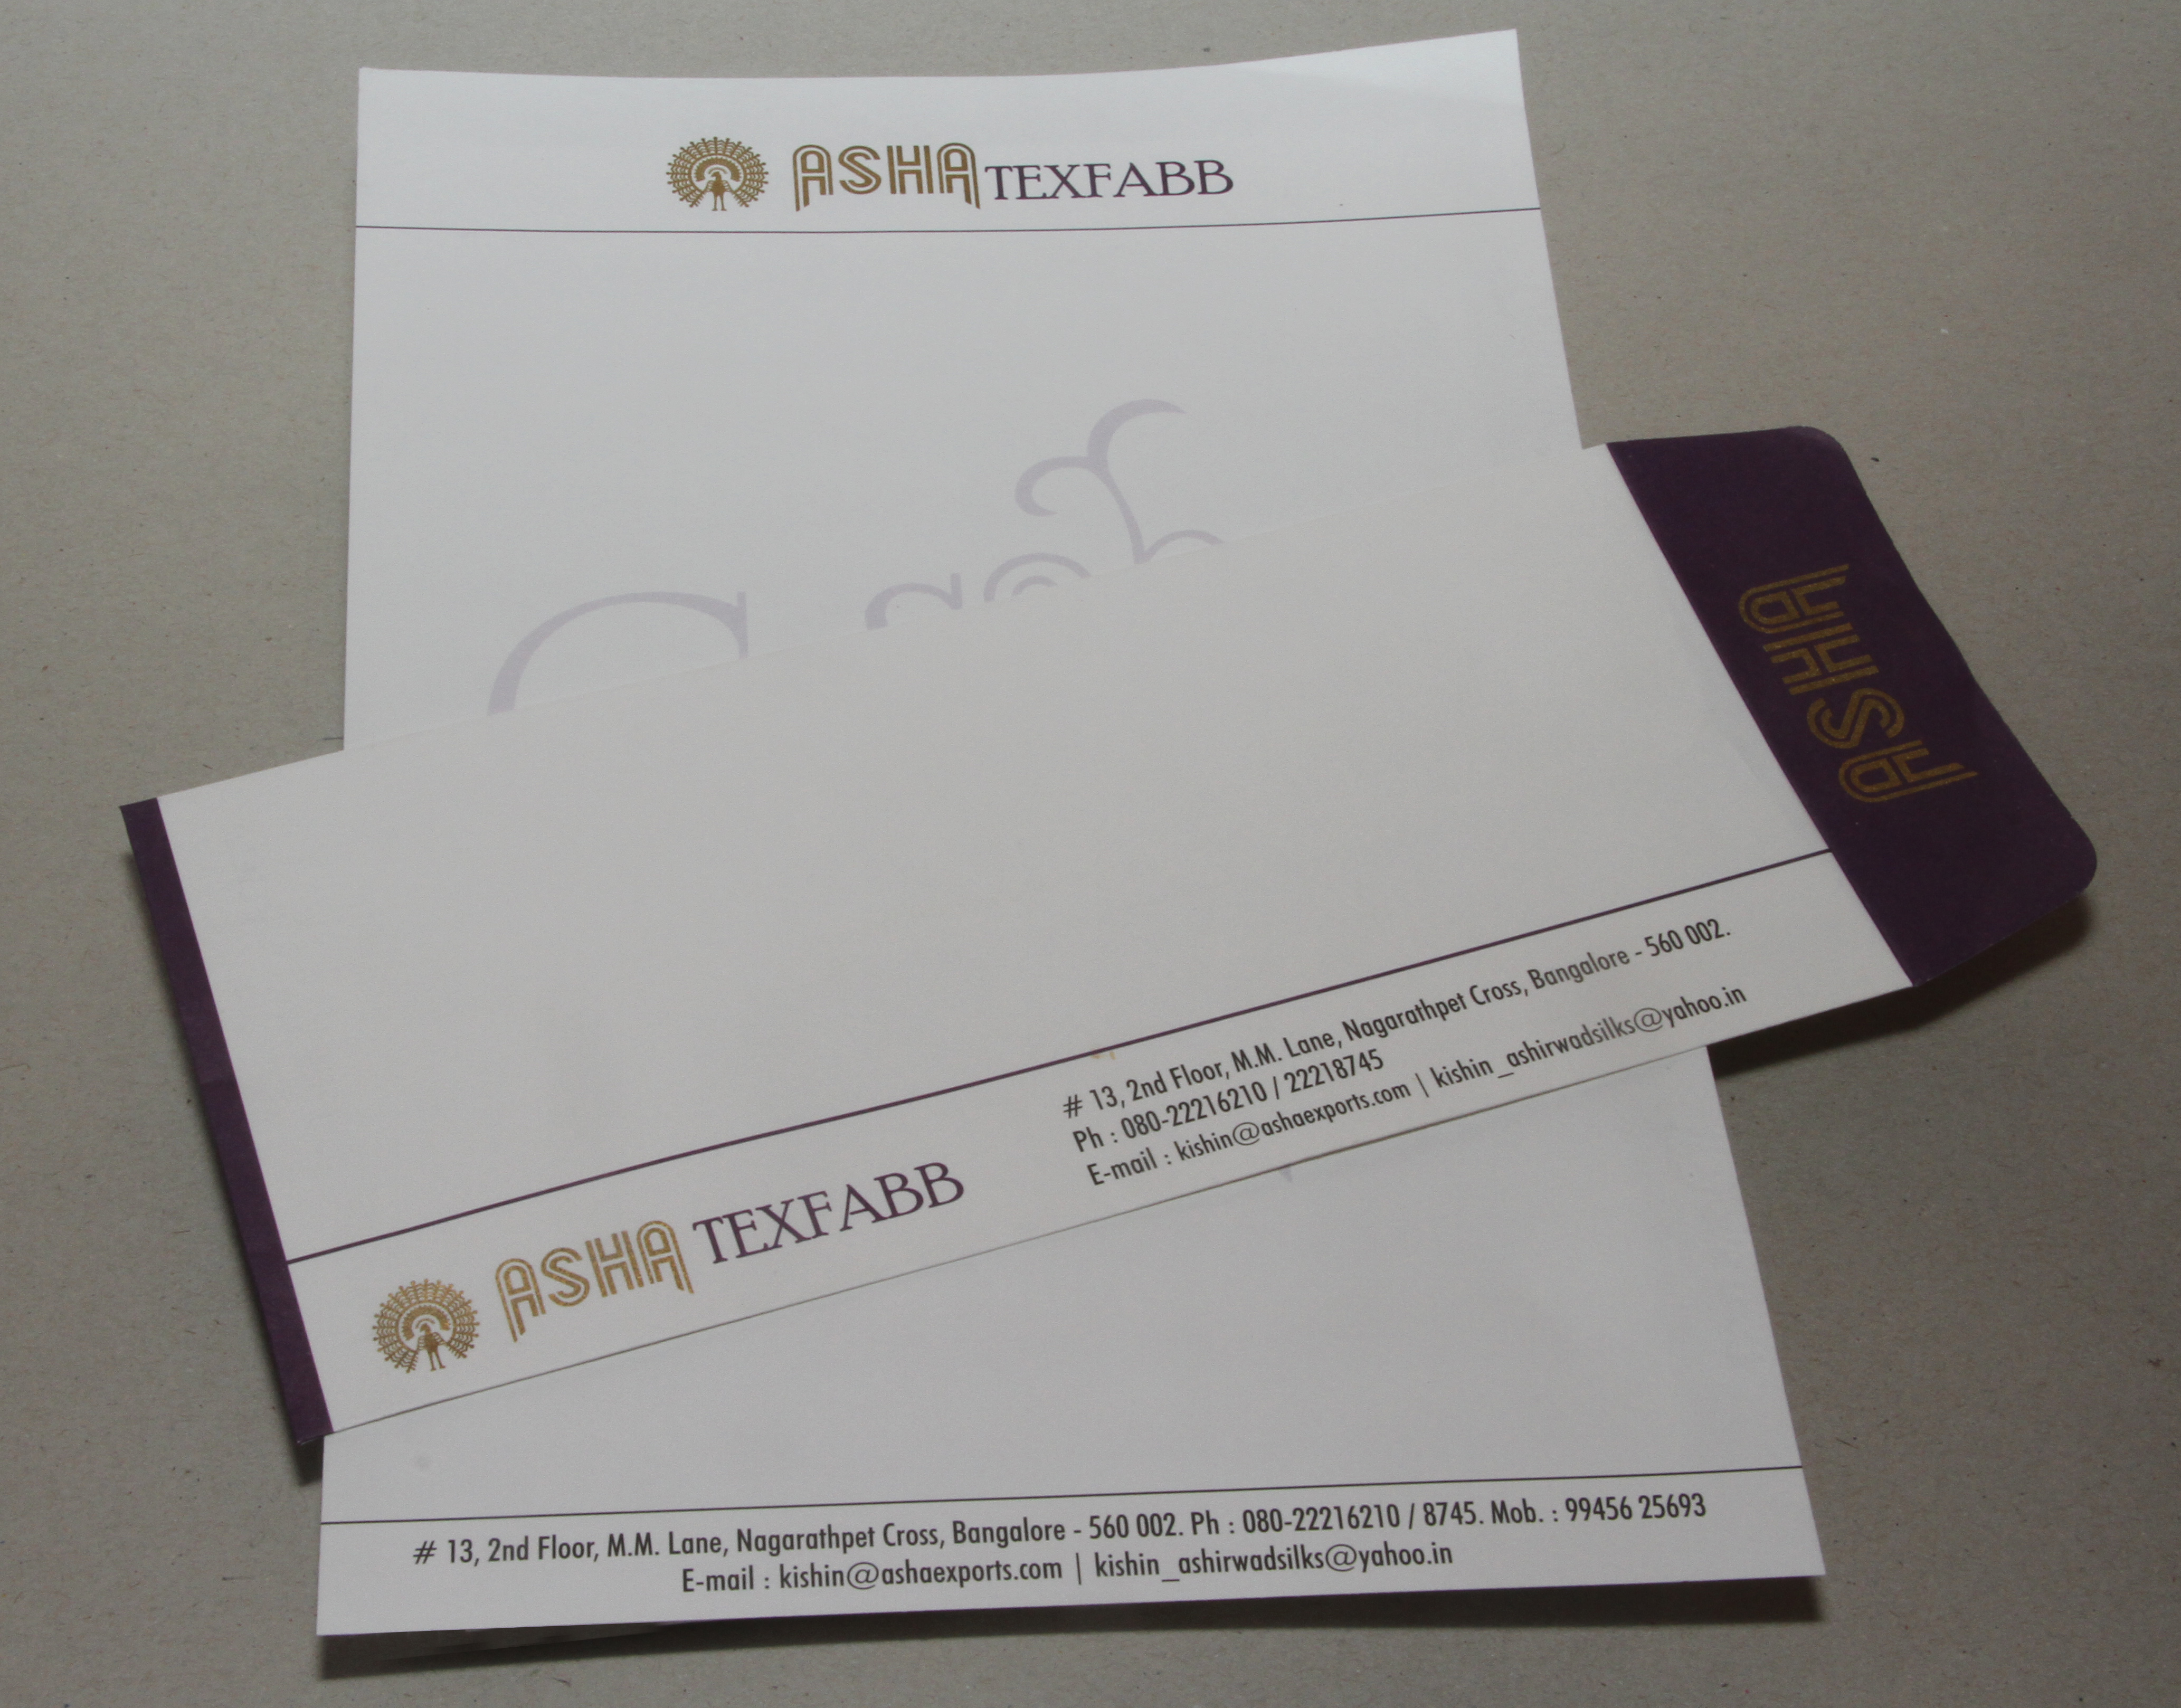 ASHA TEXFABB
ASHA
# 13, 2nd Floor, M.M. Lane, Nagarathpet Cross, Bangalore - 560 002.
Ph : 080-22216210 / 22218745
E-mail : kishin@ashaexports.com | kishin_ashirwadsilks@yahoo.in
ASHA TEXFABB
# 13, 2nd Floor, M.M. Lane, Nagarathpet Cross, Bangalore - 560 002. Ph : 080-22216210 / 8745. Mob. : 99456 25693
E-mail : kishin@ashaexports.com | kishin_ashirwadsilks@yahoo.in